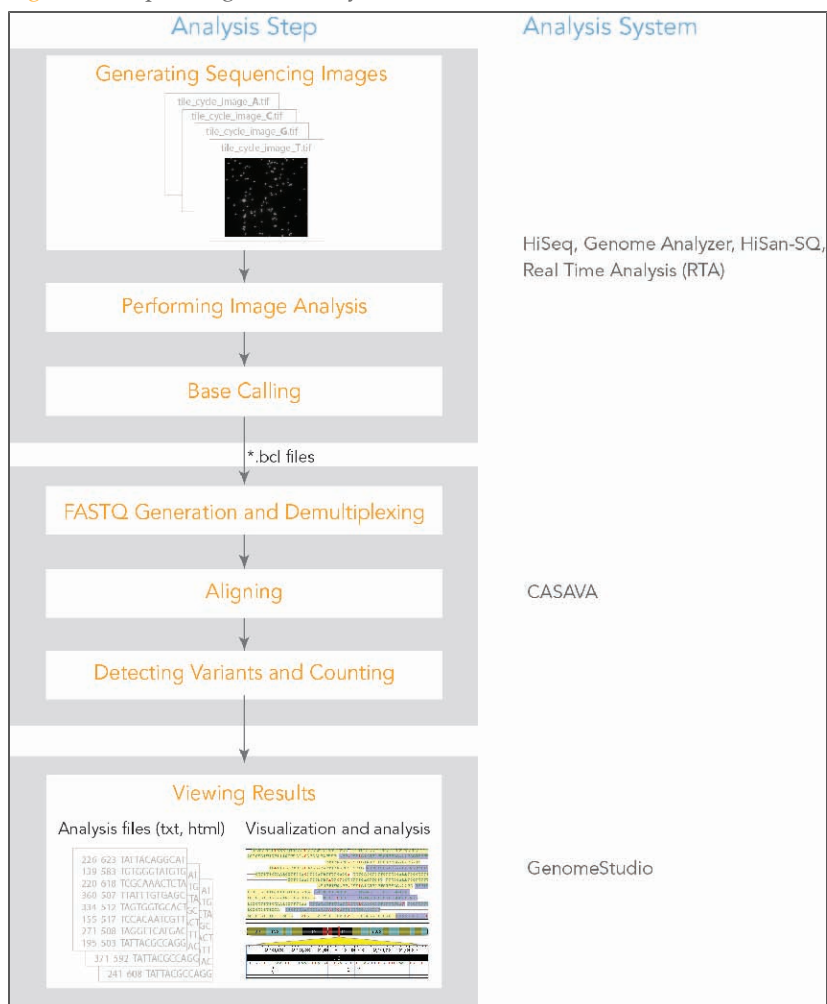 Analysis Step
Analysis System
Generating Sequencing Images
tile_cycle_image_A.tif
tile_cycle_image_C.tif
tile_cycle_image_G.tif
tile_cycle_image_T.tif
HiSeq, Genome Analyzer, HiSan-SQ,
Real Time Analysis (RTA)
Performing Image Analysis
Base Calling
*.bcl files
FASTQ Generation and Demultiplexing
Aligning
CASAVA
Detecting Variants and Counting
Viewing Results
Analysis files (txt, html)
Visualization and analysis
GenomeStudio
226 623 TATTACAGGCAT
139 583 TGTGGGTATGTG
220 618 TCGCAAACTCTA
360 507 TTATTTGTGAGC
334 512 TAGTGGTGCACT
155 517 TCCACAATCGTT
271 508 TAGGTTCATGAC
195 503 TATTACGCCAGG
371 592 TATTACGCCAGG
241 608 TATTACGCCAGG